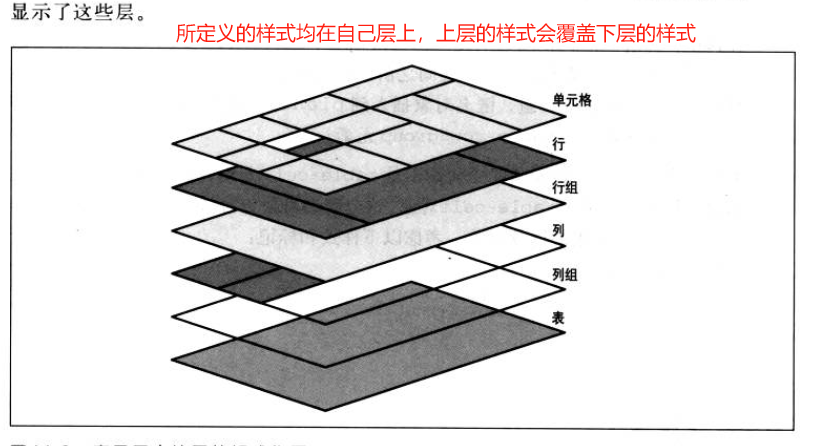 显示了这些层。
所定义的样式均在自己层上，上层的样式会覆盖下层的样式
单元格
行
行组
列
列组
表